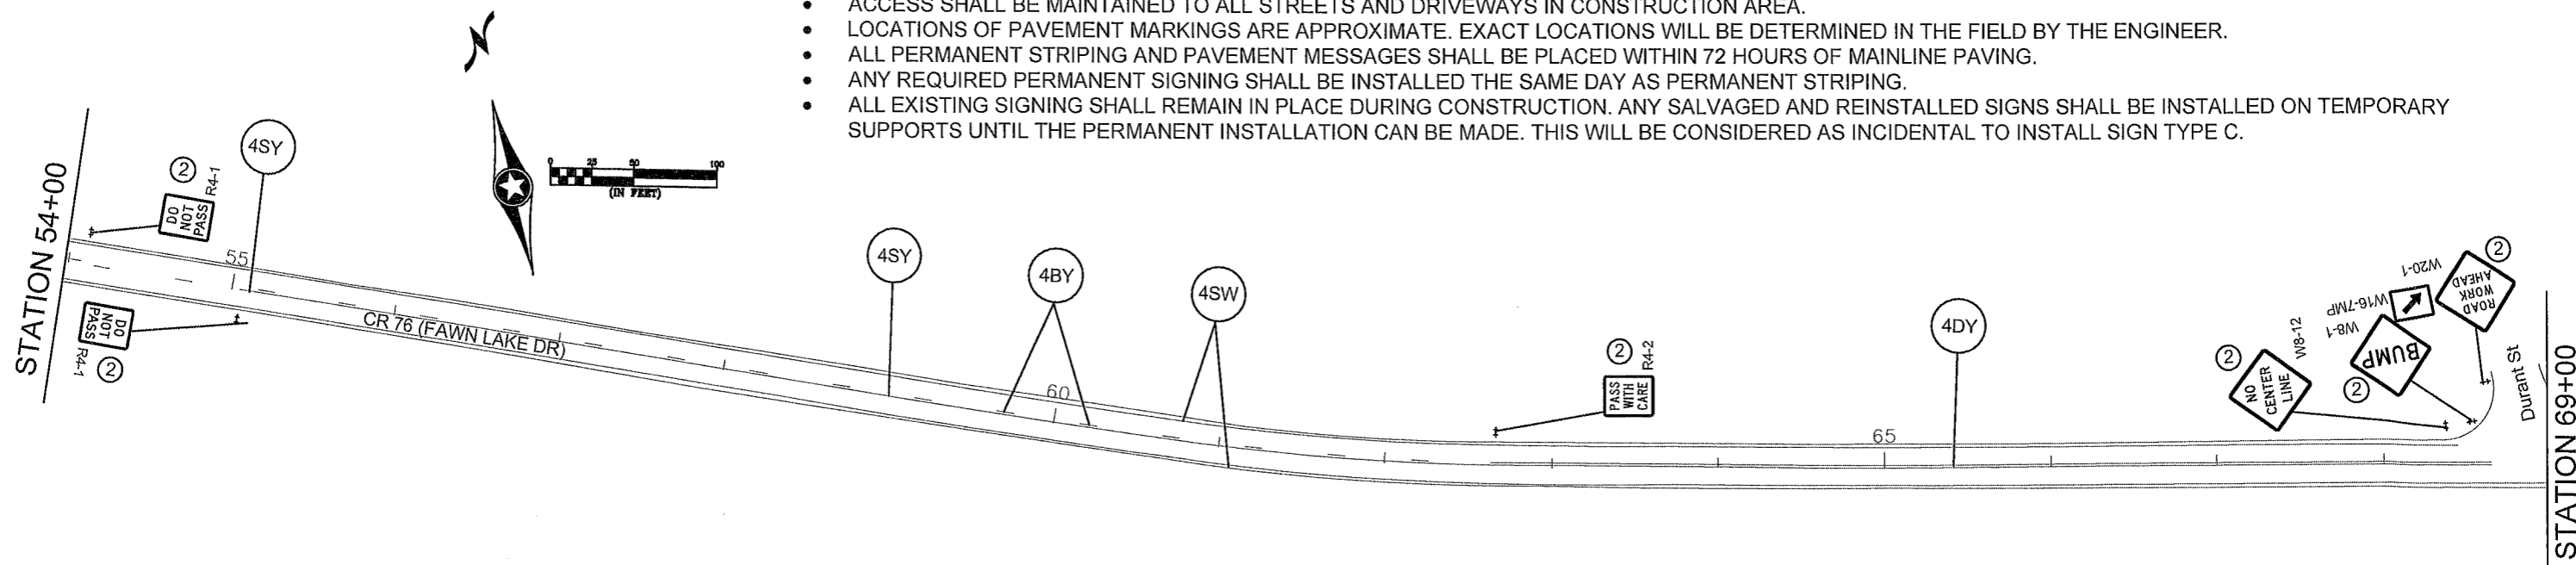 • ACCESS SHALL BE MAINTAINED TO ALL STREETS AND DRIVEWAYS IN CONSTRUCTION AREA.
• LOCATIONS OF PAVEMENT MARKINGS ARE APPROXIMATE. EXACT LOCATIONS WILL BE DETERMINED IN THE FIELD BY THE ENGINEER.
• ALL PERMANENT STRIPING AND PAVEMENT MESSAGES SHALL BE PLACED WITHIN 72 HOURS OF MAINLINE PAVING.
• ANY REQUIRED PERMANENT SIGNING SHALL BE INSTALLED THE SAME DAY AS PERMANENT STRIPING.
• ALL EXISTING SIGNING SHALL REMAIN IN PLACE DURING CONSTRUCTION. ANY SALVAGED AND REINSTALLED SIGNS SHALL BE INSTALLED ON TEMPORARY
SUPPORTS UNTIL THE PERMANENT INSTALLATION CAN BE MADE. THIS WILL BE CONSIDERED AS INCIDENTAL TO INSTALL SIGN TYPE C.
N
0 25 50 100
(IN FEET)
STATION 54+00
2
R4-1
DO
NOT
PASS
4SY
55
DO
NOT
PASS
R4-1
2
CR 76 (FAWN LAKE DR)
4SY
4BY
60
4SW
2
R4-2
PASS
WITH
CARE
4DY
65
2
W8-12
NO
CENTER
LINE
W8-1
BUMP
2
W16-7MP
W20-1
ROAD
WORK
AHEAD
2
Durant St
STATION 69+00